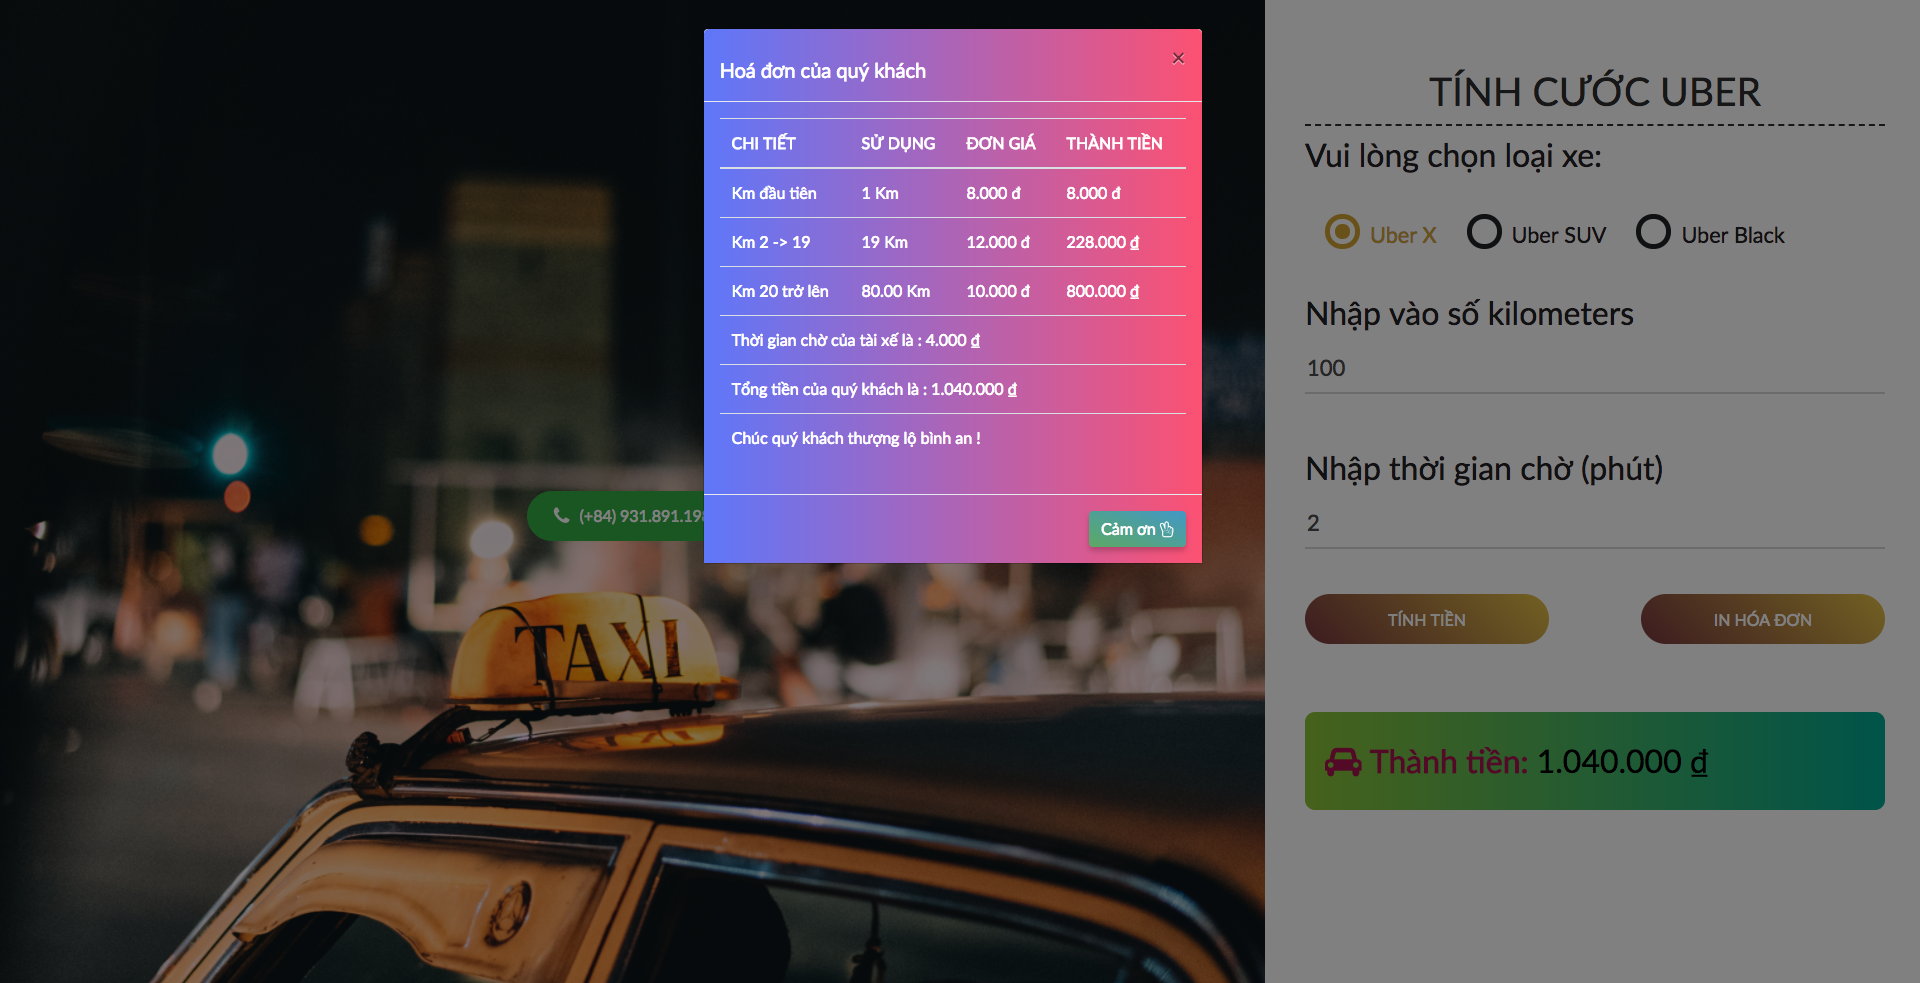 Hoá đơn của quý khách
×
CHI TIẾT SỬ DỤNG ĐƠN GIÁ THÀNH TIỀN
Km đầu tiên 1 Km 8.000 đ 8.000 đ
Km 2 -> 19 19 Km 12.000 đ 228.000 ₫
Km 20 trở lên 80.00 Km 10.000 đ 800.000 ₫
Thời gian chờ của tài xế là : 4.000 ₫
Tổng tiền của quý khách là : 1.040.000 ₫
Chúc quý khách thượng lộ bình an !
Cảm ơn
(+84) 931.891.19
TAXI
TÍNH CƯỚC UBER
Vui lòng chọn loại xe:
Uber X Uber SUV Uber Black
Nhập vào số kilometers
100
Nhập thời gian chờ (phút)
2
TÍNH TIỀN IN HÓA ĐƠN
Thành tiền: 1.040.000 ₫